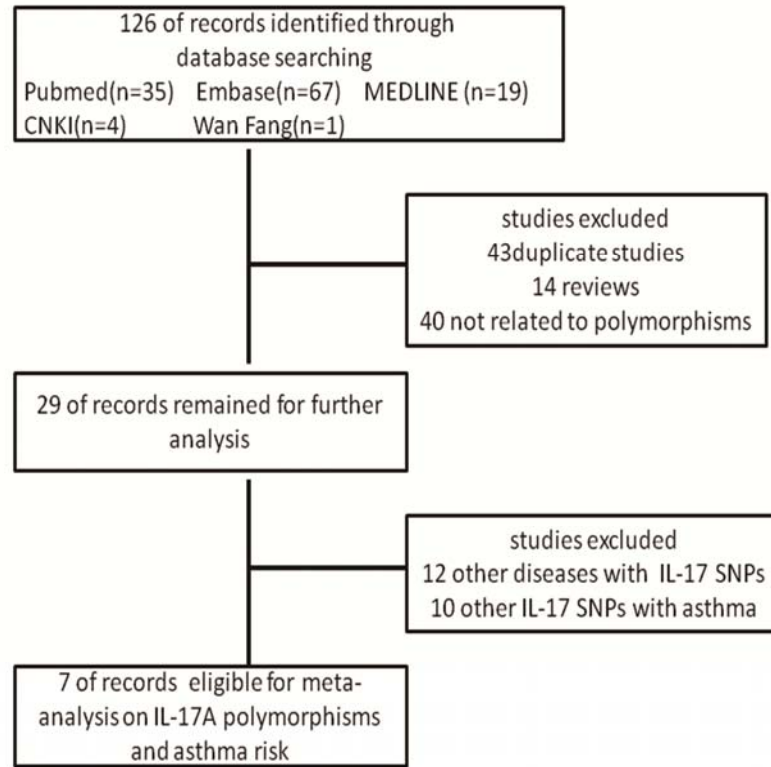 126 of records identified through
database searching
Pubmed(n=35) Embase(n=67) MEDLINE (n=19)
CNKI(n=4) Wan Fang(n=1)
studies excluded
43duplicate studies
14 reviews
40 not related to polymorphisms
29 of records remained for further
analysis
studies excluded
12 other diseases with IL-17 SNPs
10 other IL-17 SNPs with asthma
7 of records eligible for meta-
analysis on IL-17A polymorphisms
and asthma risk